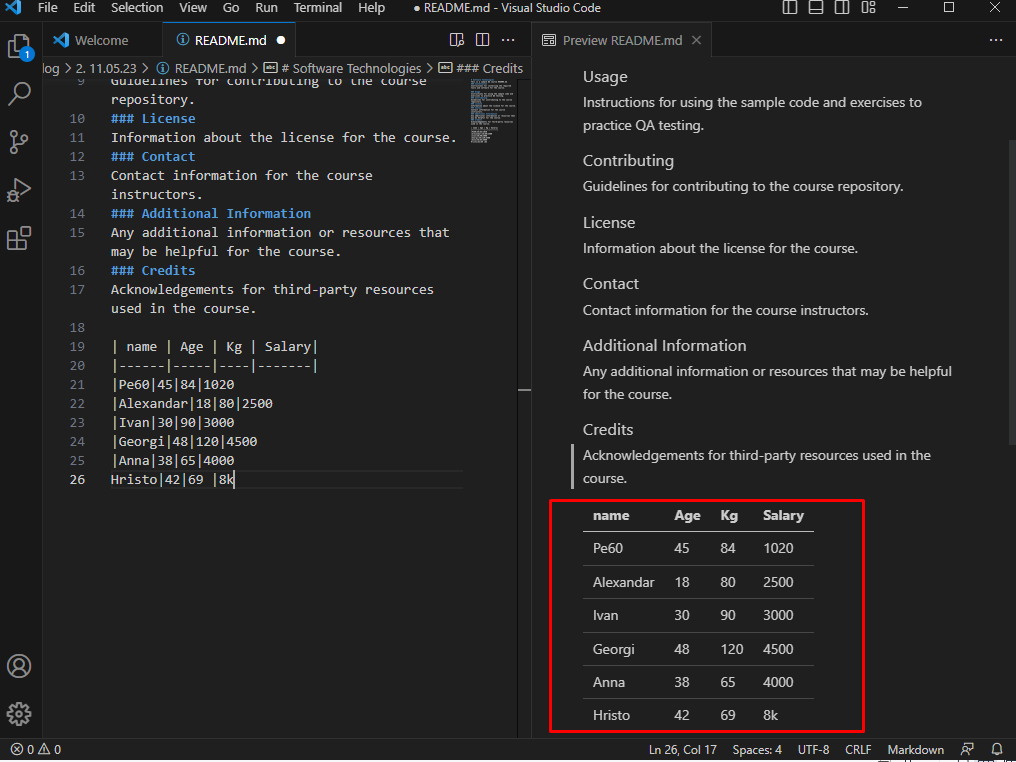 File Edit Selection View Go Run Terminal Help ● README.md - Visual Studio Code
Welcome README.md ●
Preview README.md
log > 2. 11.05.23 > README.md > # Software Technologies > ### Credits
1
9 Guidelines for contributing to the course
repository.
10 ### License
11 Information about the license for the course.
12 ### Contact
13 Contact information for the course
instructors.
14 ### Additional Information
15 Any additional information or resources that
may be helpful for the course.
16 ### Credits
17 Acknowledgements for third-party resources
used in the course.
18
19 | name | Age | Kg | Salary|
20 |------|-----|----|-------|
21 |Pe60|45|84|1020
22 |Alexandar|18|80|2500
23 |Ivan|30|90|3000
24 |Georgi|48|120|4500
25 |Anna|38|65|4000
26 Hristo|42|69 |8k
Usage
Instructions for using the sample code and exercises to
practice QA testing.
Contributing
Guidelines for contributing to the course repository.
License
Information about the license for the course.
Contact
Contact information for the course instructors.
Additional Information
Any additional information or resources that may be helpful
for the course.
Credits
Acknowledgements for third-party resources used in the
course.
name Age Kg Salary
Pe60 45 84 1020
Alexandar 18 80 2500
Ivan 30 90 3000
Georgi 48 120 4500
Anna 38 65 4000
Hristo 42 69 8k
0 0 Ln 26, Col 17 Spaces: 4 UTF-8 CRLF Markdown